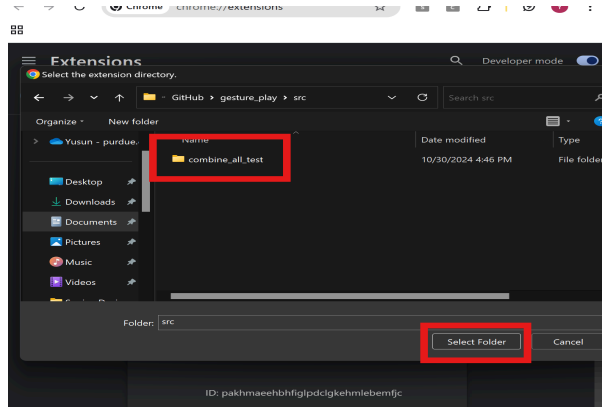 Chrome chrome://extensions
Extensions
Developer mode
Select the extension directory.
GitHub > gesture_play > src
Search src
Organize
New folder
Yusun - purdue.
Name
Date modified
Type
combine_all_test
10/30/2024 4:46 PM
File folder
Desktop
Downloads
Documents
Pictures
Music
Videos
Folder: src
Select Folder
Cancel
ID: pakhmaeehbhfiglpdclgkehmlebemfjc